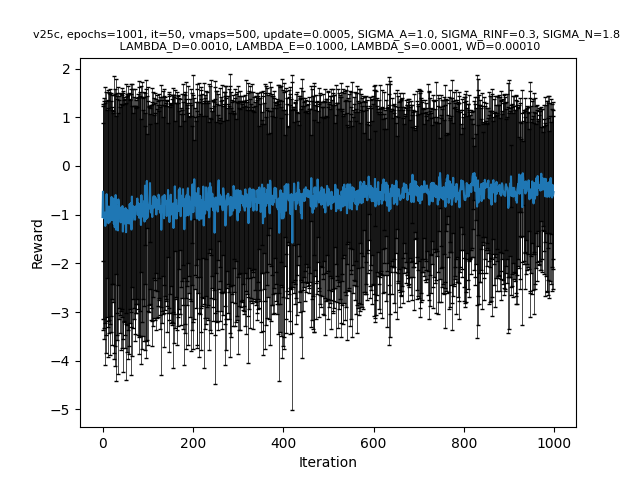 v25c, epochs=1001, it=50, vmaps=500, update=0.0005, SIGMA_A=1.0, SIGMA_RINF=0.3, SIGMA_N=1.8
LAMBDA_D=0.0010, LAMBDA_E=0.1000, LAMBDA_S=0.0001, WD=0.00010
2
1
0
−1
−2
−3
−4
−5
Reward
0 200 400 600 800 1000
Iteration